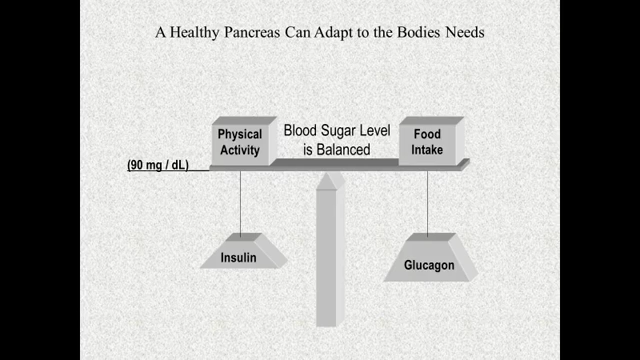 A Healthy Pancreas Can Adapt to the Bodies Needs
Physical
Activity
Blood Sugar Level
is Balanced
Food
Intake
(90 mg / dL)
Insulin
Glucagon